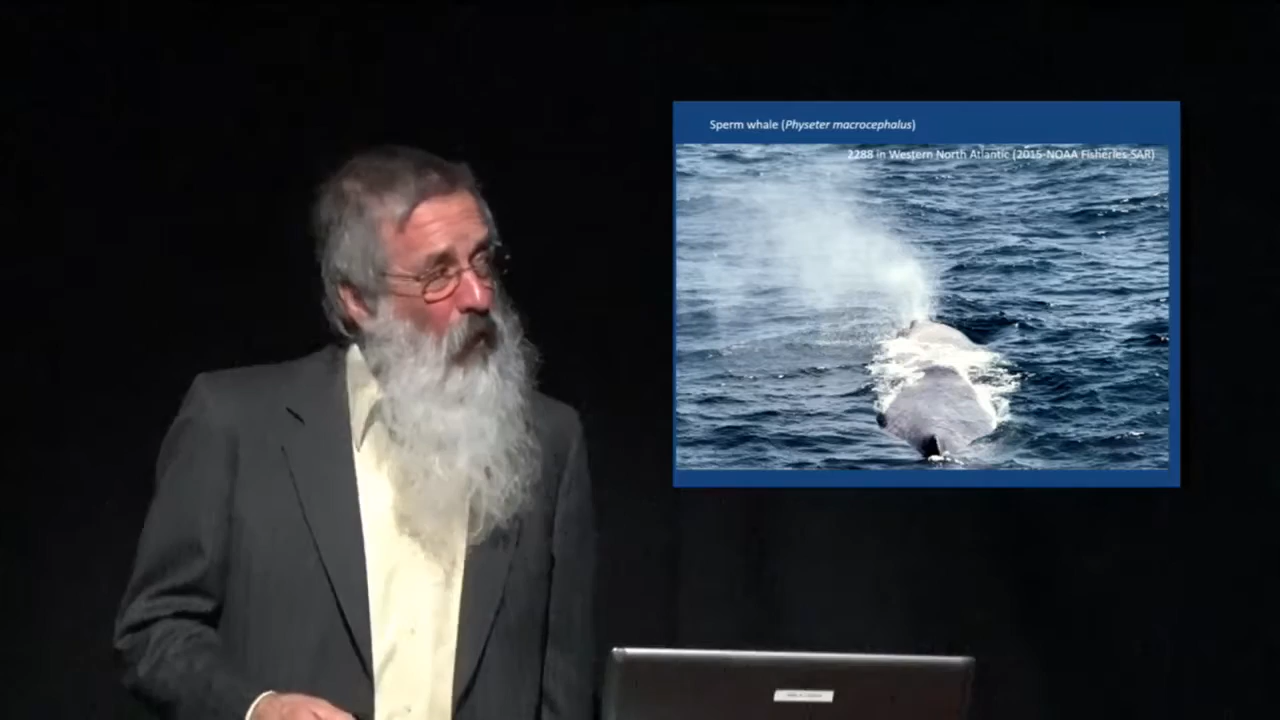 Sperm whale (Physeter macrocephalus)
2288 in Western North Atlantic (2015-NOAA Fisheries-SAR)